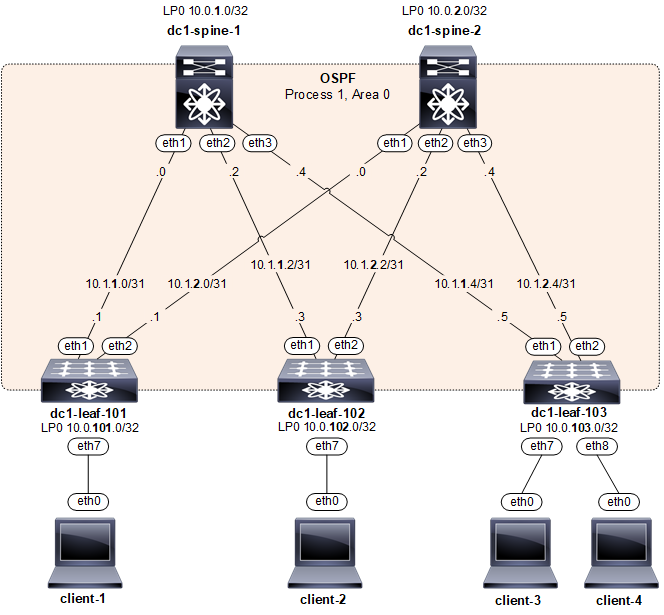 LP0 10.0.1.0/32
dc1-spine-1
LP0 10.0.2.0/32
dc1-spine-2
OSPF
Process 1, Area 0
eth1
eth2
eth3
eth1
eth2
eth3
.0
.2
.4
.0
.2
.4
10.1.1.0/31
10.1.2.0/31
10.1.1.2/31
10.1.2.2/31
10.1.1.4/31
10.1.2.4/31
.1
.1
.3
.3
.5
.5
eth1
eth2
eth1
eth2
eth1
eth2
dc1-leaf-101
LP0 10.0.101.0/32
dc1-leaf-102
LP0 10.0.102.0/32
dc1-leaf-103
LP0 10.0.103.0/32
eth7
eth7
eth7
eth8
eth0
eth0
eth0
eth0
client-1
client-2
client-3
client-4